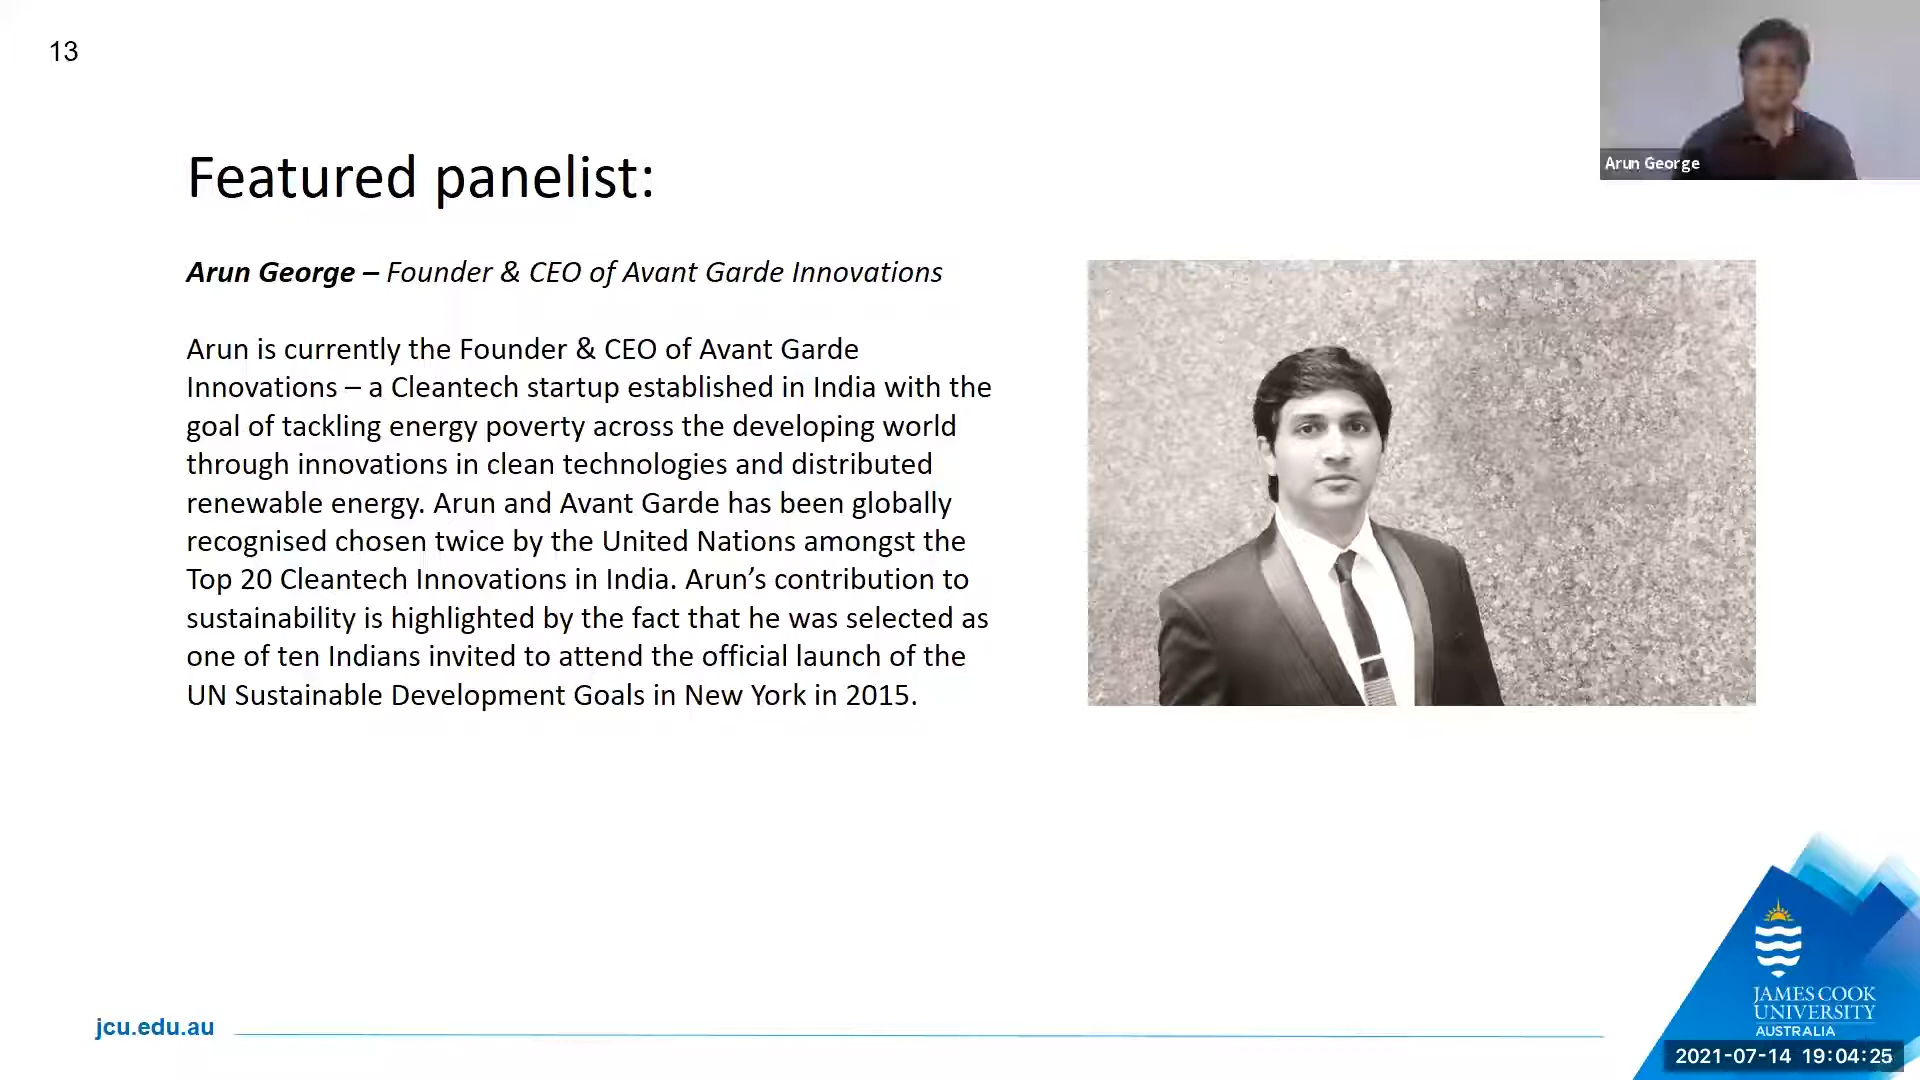 13
Arun George
Featured panelist:
Arun George – Founder & CEO of Avant Garde Innovations
Arun is currently the Founder & CEO of Avant Garde
Innovations – a Cleantech startup established in India with the
goal of tackling energy poverty across the developing world
through innovations in clean technologies and distributed
renewable energy. Arun and Avant Garde has been globally
recognised chosen twice by the United Nations amongst the
Top 20 Cleantech Innovations in India. Arun’s contribution to
sustainability is highlighted by the fact that he was selected as
one of ten Indians invited to attend the official launch of the
UN Sustainable Development Goals in New York in 2015.
jcu.edu.au
JAMES COOK
UNIVERSITY
AUSTRALIA
2021-07-14 19:04:25